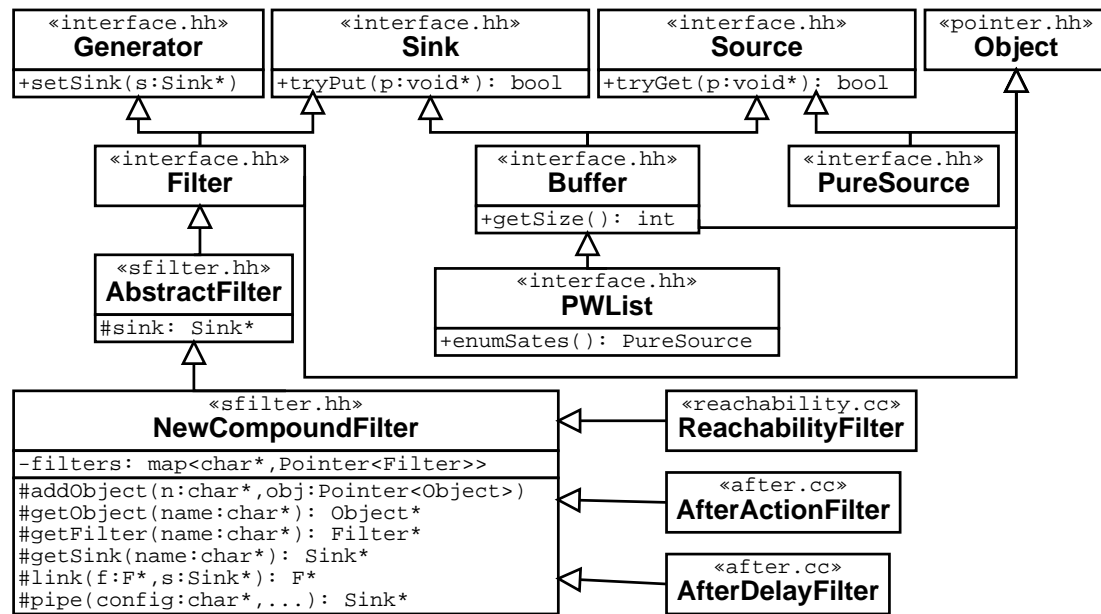 «interface.hh»
Generator
+setSink(s:Sink*)
«interface.hh»
Sink
+tryPut(p:void*): bool
«interface.hh»
Source
+tryGet(p:void*): bool
«pointer.hh»
Object
«interface.hh»
Filter
«interface.hh»
Buffer
+getSize(): int
«interface.hh»
PureSource
«sfilter.hh»
AbstractFilter
#sink: Sink*
«interface.hh»
PWList
+enumSates(): PureSource
«sfilter.hh»
NewCompoundFilter
-filters: map<char*,Pointer<Filter>>
#addObject(n:char*,obj:Pointer<Object>)
#getObject(name:char*): Object*
#getFilter(name:char*): Filter*
#getSink(name:char*): Sink*
#link(f:F*,s:Sink*): F*
#pipe(config:char*,...): Sink*
«reachability.cc»
ReachabilityFilter
«after.cc»
AfterActionFilter
«after.cc»
AfterDelayFilter